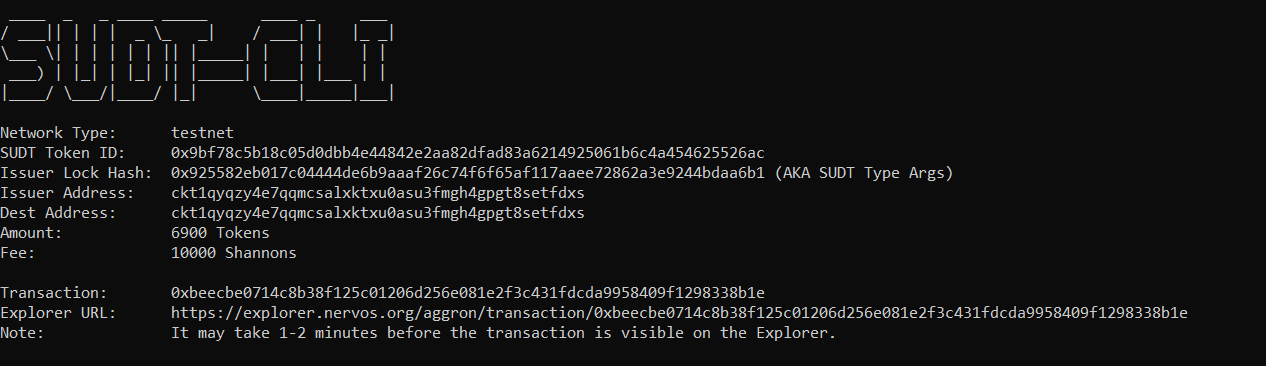 SUDT-CLI
Network Type: testnet
SUDT Token ID: 0x9bf78c5b18c05d0dbb4e44842e2aa82dfad83a6214925061b6c4a454625526ac
Issuer Lock Hash: 0x925582eb017c04444de6b9aaaf26c74f6f65af117aaee72862a3e9244bdaa6b1 (AKA SUDT Type Args)
Issuer Address: ckt1qyqzy4e7qqmcsalxktxu0asu3fmgh4gpgt8setfdxs
Dest Address: ckt1qyqzy4e7qqmcsalxktxu0asu3fmgh4gpgt8setfdxs
Amount: 6900 Tokens
Fee: 10000 Shannons
Transaction: 0xbeecbe0714c8b38f125c01206d256e081e2f3c431fdcda9958409f1298338b1e
Explorer URL: https://explorer.nervos.org/aggron/transaction/0xbeecbe0714c8b38f125c01206d256e081e2f3c431fdcda9958409f1298338b1e
Note: It may take 1-2 minutes before the transaction is visible on the Explorer.